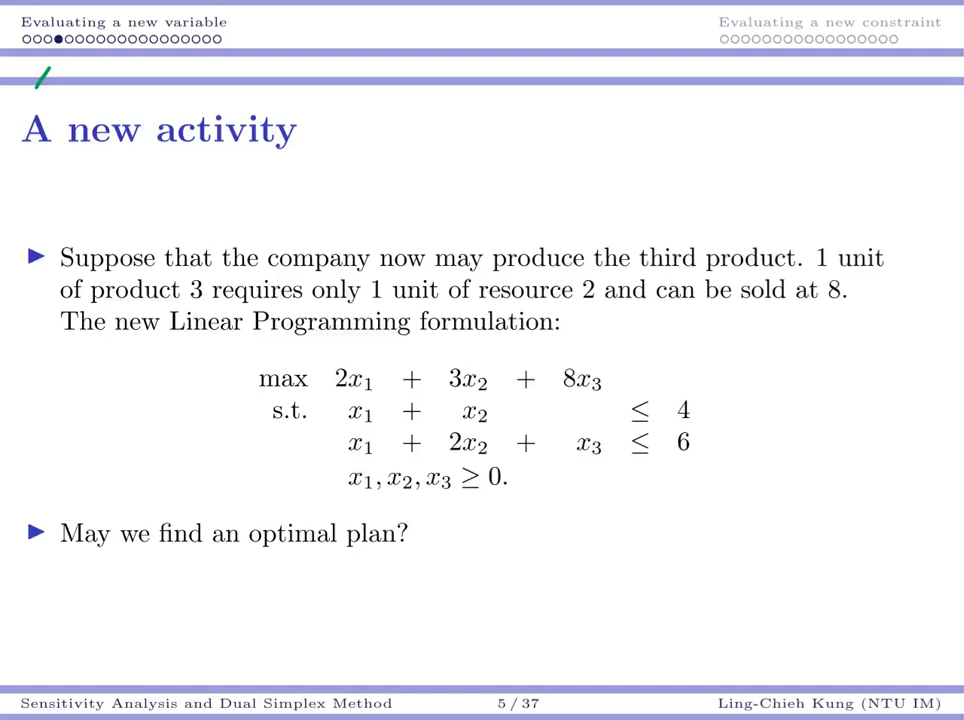 Evaluating a new variable
Evaluating a new constraint
A new activity
▶ Suppose that the company now may produce the third product. 1 unit
of product 3 requires only 1 unit of resource 2 and can be sold at 8.
The new Linear Programming formulation:
max 2x₁ + 3x₂ + 8x₃
s.t. x₁ + x₂ ≤ 4
x₁ + 2x₂ + x₃ ≤ 6
x₁, x₂, x₃ ≥ 0.
▶ May we find an optimal plan?
Sensitivity Analysis and Dual Simplex Method
5 / 37
Ling-Chieh Kung (NTU IM)